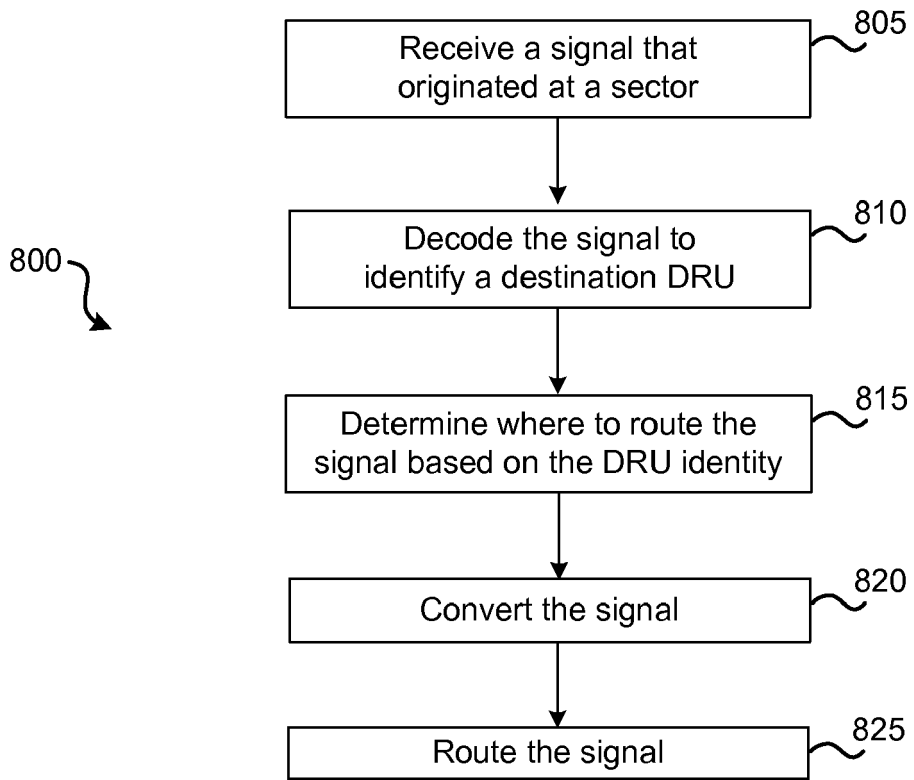 805
Receive a signal that
originated at a sector
810
Decode the signal to
identify a destination DRU
800
815
Determine where to route the
signal based on the DRU identity
820
Convert the signal
825
Route the signal